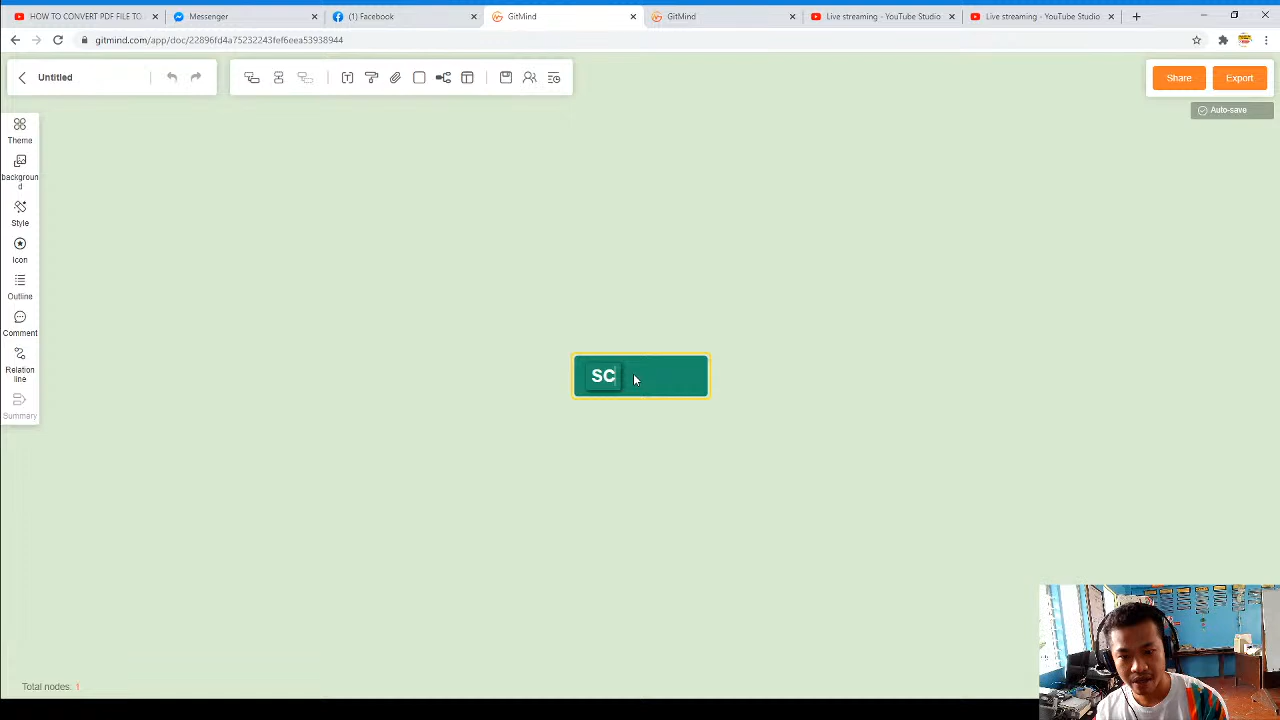 HOW TO CONVERT PDF FILE TO
Messenger
(1) Facebook
GitMind
GitMind
Live streaming - YouTube Studio
Live streaming - YouTube Studio
gitmind.com/app/doc/22896fd4a75232243fef6eea53938944
Untitled
Share
Export
Auto-save
Theme
backgroun
d
Style
Icon
Outline
Comment
Relation
line
Summary
SC
Total nodes: 1